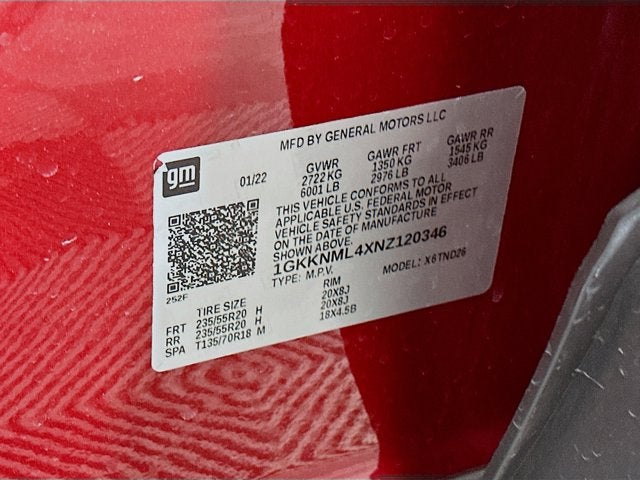 MFD BY GENERAL MOTORS LLC
gm
01/22
GVWR GAWR FRT GAWR RR
2722 KG 1350 KG 1545 KG
6001 LB 2976 LB 3406 LB
THIS VEHICLE CONFORMS TO ALL
APPLICABLE U.S. FEDERAL MOTOR
VEHICLE SAFETY STANDARDS IN EFFECT
ON THE DATE OF MANUFACTURE
SHOWN ABOVE.
1GKKNML4XNZ120346
TYPE: M.P.V. MODEL: X6TND26
252F
TIRE SIZE RIM
FRT 235/55R20 H 20X8J
RR 235/55R20 H 20X8J
SPA T135/70R18 M 18X4.5B